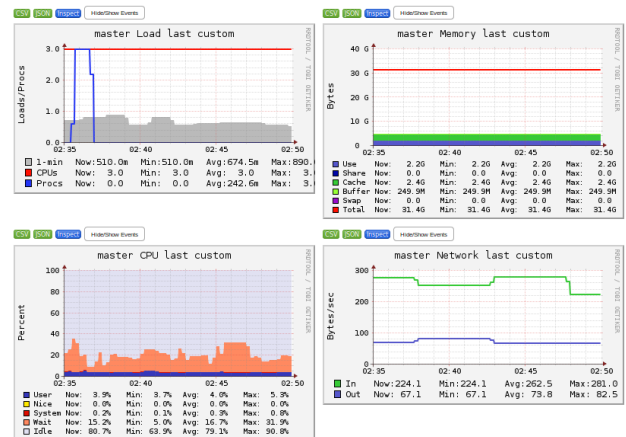 CSV JSON Inspect Hide/Show Events
master Load last custom
Loads/Procs
3.0
2.0
1.0
0.0
02:35 02:40 02:45 02:50
1-min Now:510.0m Min:510.0m Avg:674.5m Max:890.
CPUs Now: 3.0 Min: 3.0 Avg: 3.0 Max: 3.
Procs Now: 0.0 Min: 0.0 Avg:242.6m Max: 3.
RRDTOOL / TOBI OETIKER
CSV JSON Inspect Hide/Show Events
master Memory last custom
Bytes
40 G
30 G
20 G
10 G
0
02:35 02:40 02:45 02:50
Use Now: 2.2G Min: 2.2G Avg: 2.2G Max: 2.2G
Share Now: 0.0 Min: 0.0 Avg: 0.0 Max: 0.0
Cache Now: 2.4G Min: 2.4G Avg: 2.4G Max: 2.4G
Buffer Now: 249.9M Min: 249.9M Avg: 249.9M Max: 249.9M
Swap Now: 0.0 Min: 0.0 Avg: 0.0 Max: 0.0
Total Now: 31.4G Min: 31.4G Avg: 31.4G Max: 31.4G
RRDTOOL / TOBI OETIKER
CSV JSON Inspect Hide/Show Events
master CPU last custom
Percent
100
80
60
40
20
0
02:35 02:40 02:45 02:50
User Now: 3.9% Min: 3.7% Avg: 4.0% Max: 5.3%
Nice Now: 0.0% Min: 0.0% Avg: 0.0% Max: 0.0%
System Now: 0.2% Min: 0.1% Avg: 0.3% Max: 0.8%
Wait Now: 15.2% Min: 5.0% Avg: 16.7% Max: 31.9%
Idle Now: 80.7% Min: 63.9% Avg: 79.1% Max: 90.8%
RRDTOOL / TOBI OETIKER
CSV JSON Inspect Hide/Show Events
master Network last custom
Bytes/sec
300
200
100
0
02:35 02:40 02:45 02:50
In Now:224.1 Min:224.1 Avg:262.5 Max:281.0
Out Now: 67.1 Min: 67.1 Avg: 73.8 Max: 82.5
RRDTOOL / TOBI OETIKER